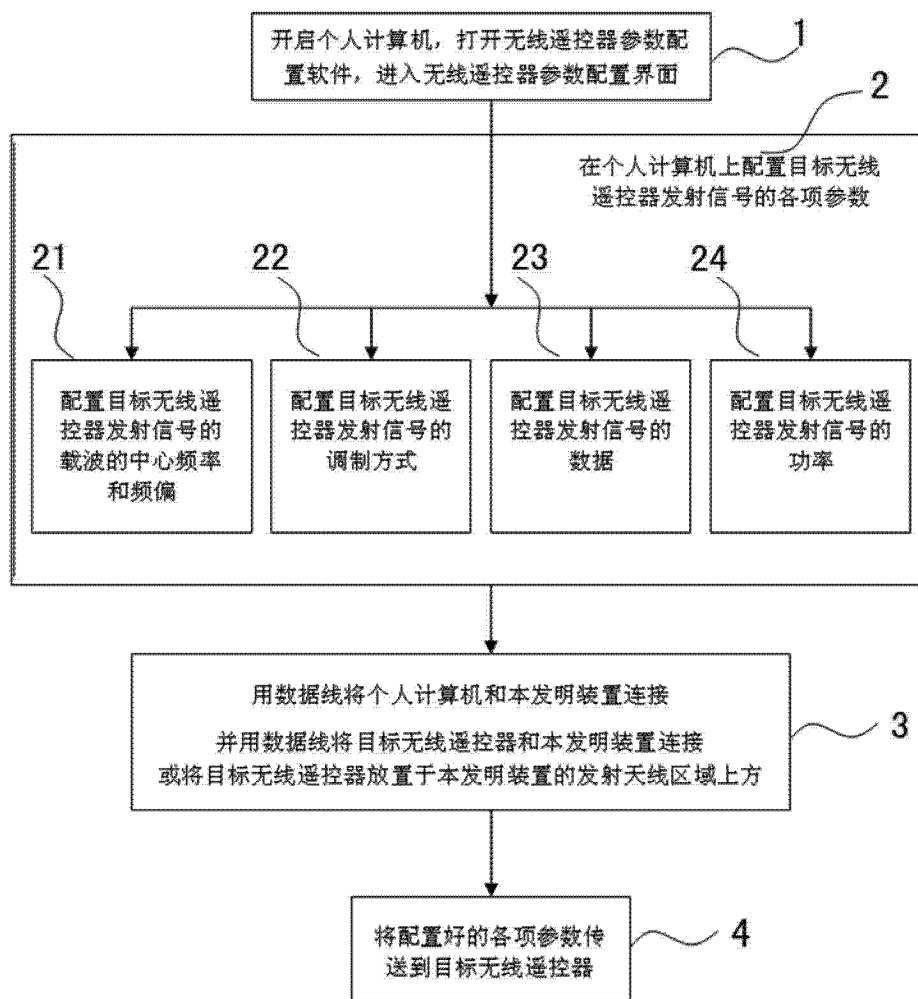 开启个人计算机，打开无线遥控器参数配
置软件，进入无线遥控器参数配置界面
1
2
在个人计算机上配置目标无线
遥控器发射信号的各项参数
21
22
23
24
配置目标无线遥
控器发射信号的
载波的中心频率
和频偏
配置目标无线遥
控器发射信号的
调制方式
配置目标无线遥
控器发射信号的
数据
配置目标无线遥
控器发射信号的
功率
用数据线将个人计算机和本发明装置连接
并用数据线将目标无线遥控器和本发明装置连接
或将目标无线遥控器放置于本发明装置的发射天线区域上方
3
将配置好的各项参数传
送到目标无线遥控器
4